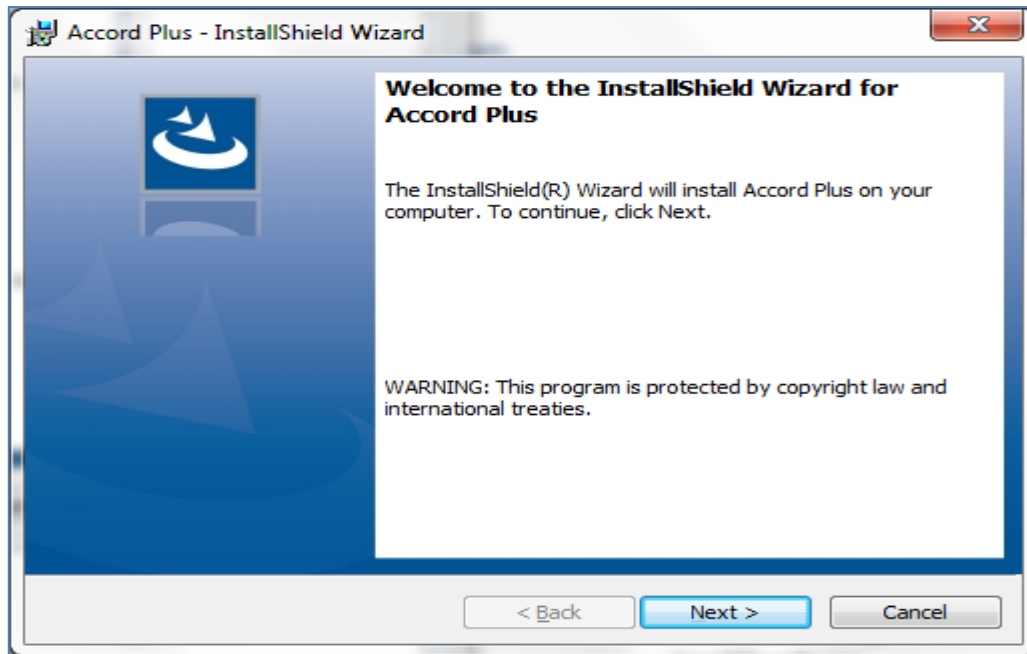 Accord Plus - InstallShield Wizard
Welcome to the InstallShield Wizard for
Accord Plus
The InstallShield(R) Wizard will install Accord Plus on your
computer. To continue, click Next.
WARNING: This program is protected by copyright law and
international treaties.
< Back Next > Cancel